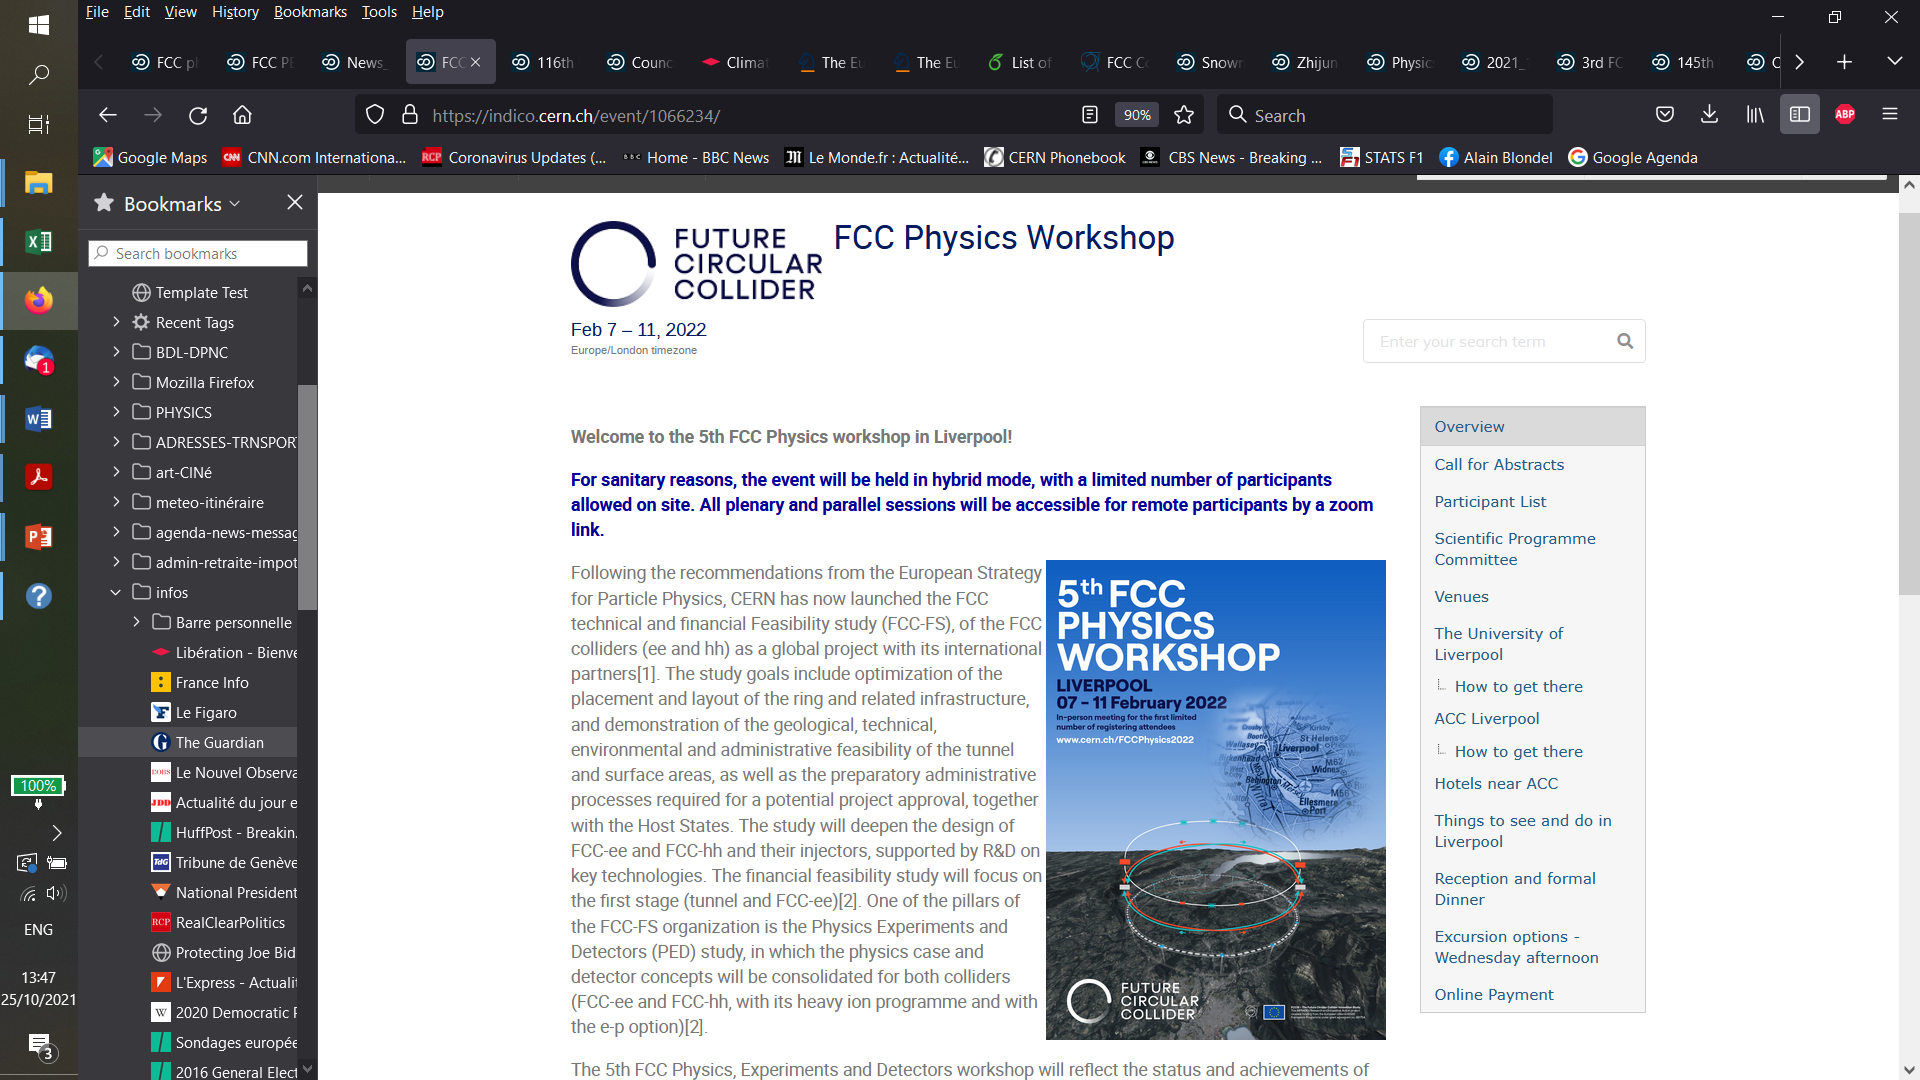 File Edit View History Bookmarks Tools Help
FCC ph FCC PE News_ FCC 116th Counc Climat The Eu The Eu List of FCC Co Snown Zhijun Physic 2021_ 3rd FC 145th
https://indico.cern.ch/event/1066234/ 90% Search
Google Maps CNN.com Internationa... Coronavirus Updates (... Home - BBC News Le Monde.fr : Actualité... CERN Phonebook CBS News - Breaking ... STATS F1 Alain Blondel Google Agenda
Bookmarks
Search bookmarks
Template Test
Recent Tags
BDL-DPNC
Mozilla Firefox
PHYSICS
ADRESSES-TRNSPORT
art-CINé
meteo-itinéraire
agenda-news-messag
admin-retraite-impot
infos
Barre personnelle
Libération - Bienve
France Info
Le Figaro
The Guardian
Le Nouvel Observa
Actualité du jour e
HuffPost - Breakin.
Tribune de Genève
National President
RealClearPolitics
Protecting Joe Bid
L'Express - Actualit
2020 Democratic P
Sondages europée
2016 General Elect
100%
ENG
13:47
25/10/2021
3
FUTURE
CIRCULAR
COLLIDER
FCC Physics Workshop
Feb 7 – 11, 2022
Europe/London timezone
Enter your search term
Welcome to the 5th FCC Physics workshop in Liverpool!
For sanitary reasons, the event will be held in hybrid mode, with a limited number of participants
allowed on site. All plenary and parallel sessions will be accessible for remote participants by a zoom
link.
Following the recommendations from the European Strategy
for Particle Physics, CERN has now launched the FCC
technical and financial Feasibility study (FCC-FS), of the FCC
colliders (ee and hh) as a global project with its international
partners[1]. The study goals include optimization of the
placement and layout of the ring and related infrastructure,
and demonstration of the geological, technical,
environmental and administrative feasibility of the tunnel
and surface areas, as well as the preparatory administrative
processes required for a potential project approval, together
with the Host States. The study will deepen the design of
FCC-ee and FCC-hh and their injectors, supported by R&D on
key technologies. The financial feasibility study will focus on
the first stage (tunnel and FCC-ee)[2]. One of the pillars of
the FCC-FS organization is the Physics Experiments and
Detectors (PED) study, in which the physics case and
detector concepts will be consolidated for both colliders
(FCC-ee and FCC-hh, with its heavy ion programme and with
the e-p option)[2].
The 5th FCC Physics, Experiments and Detectors workshop will reflect the status and achievements of
5th FCC
PHYSICS
WORKSHOP
LIVERPOOL
07 - 11 February 2022
In-person meeting for the first limited
number of registering attendees
www.cern.ch/FCCPhysics2022
Liverpool
St Helens
Widnes
Ellesmere
Port
FUTURE
CIRCULAR
COLLIDER
Overview
Call for Abstracts
Participant List
Scientific Programme
Committee
Venues
The University of
Liverpool
How to get there
ACC Liverpool
How to get there
Hotels near ACC
Things to see and do in
Liverpool
Reception and formal
Dinner
Excursion options -
Wednesday afternoon
Online Payment